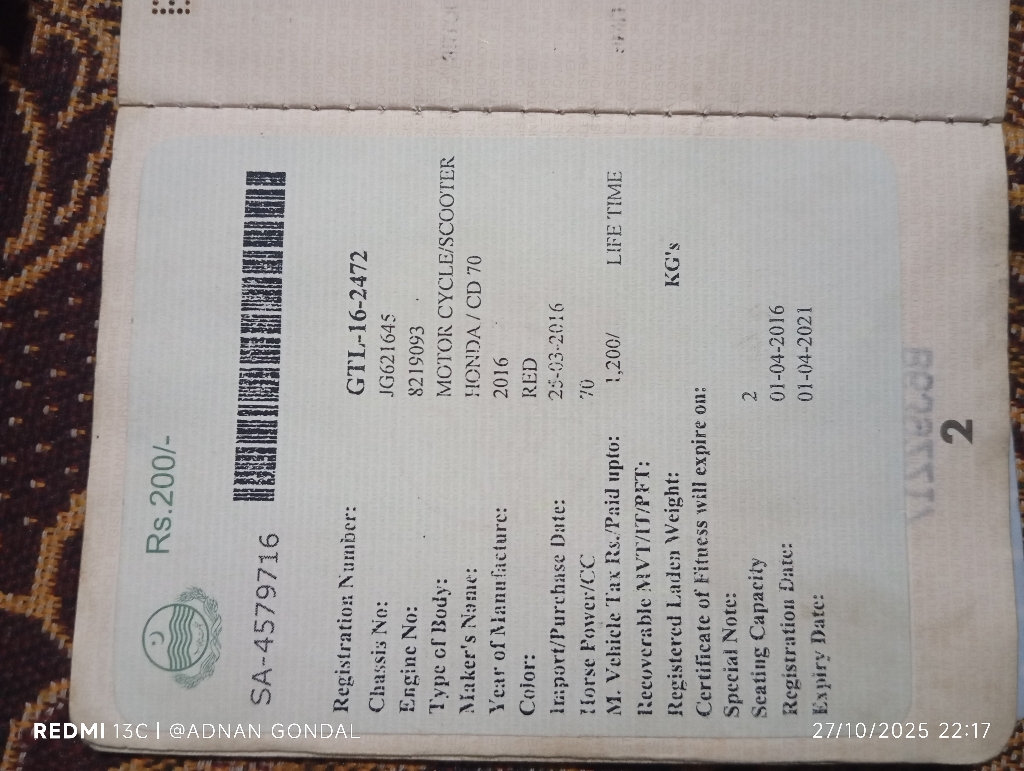 Rs.200/-
SA-4579716
Registration Number: GTL-16-2472
Chassis No: JG621645
Engine No: 8219093
Type of Body: MOTOR CYCLE/SCOOTER
Maker's Name: HONDA / CD 70
Year of Manufacture: 2016
Color: RED
Import/Purchase Date: 25-03-2016
Horse Power/CC 70
M. Vehicle Tax Rs./Paid upto: 1,200/ LIFE TIME
Recoverable MVT/IT/PFT:
Registered Laden Weight: KG's
Certificate of Fitness will expire on:
Special Note:
Seating Capacity 2
Registration Date: 01-04-2016
Expiry Date: 01-04-2021
2
REDMI 13C | @ADNAN GONDAL
27/10/2025 22:17